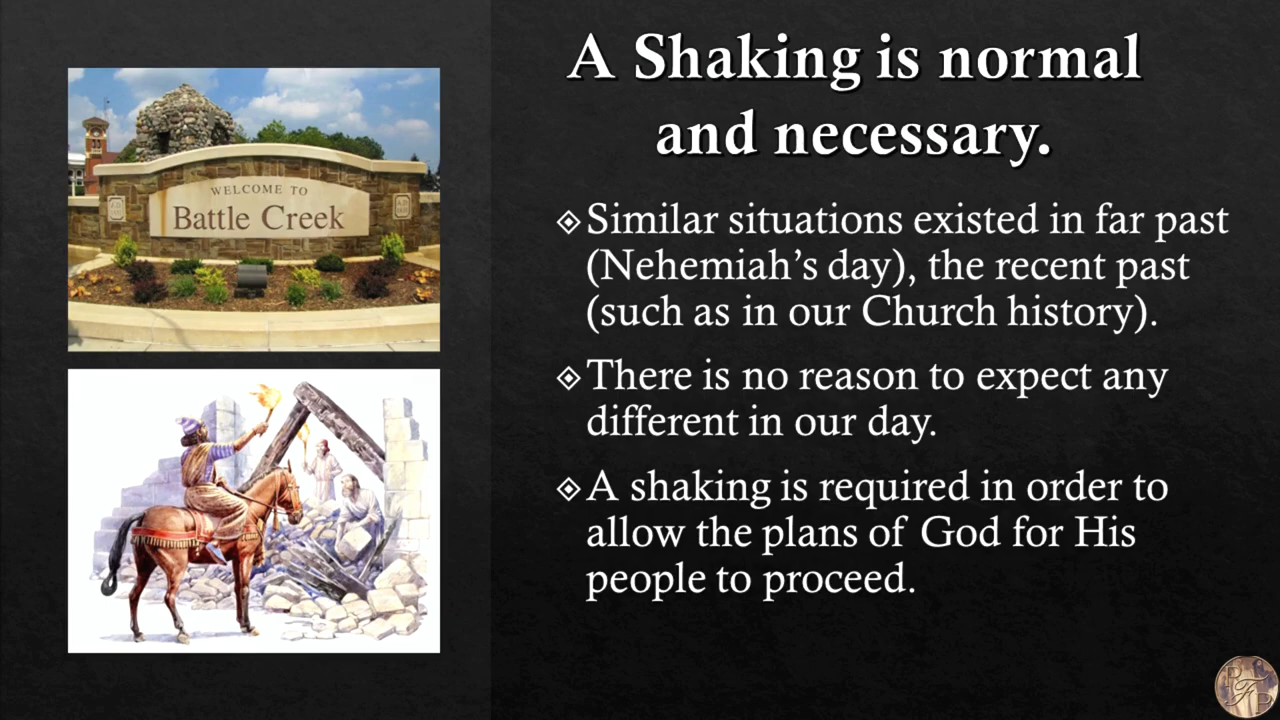 A Shaking is normal
and necessary.
WELCOME TO
Battle Creek
Similar situations existed in far past
(Nehemiah’s day), the recent past
(such as in our Church history).
There is no reason to expect any
different in our day.
A shaking is required in order to
allow the plans of God for His
people to proceed.
PFP